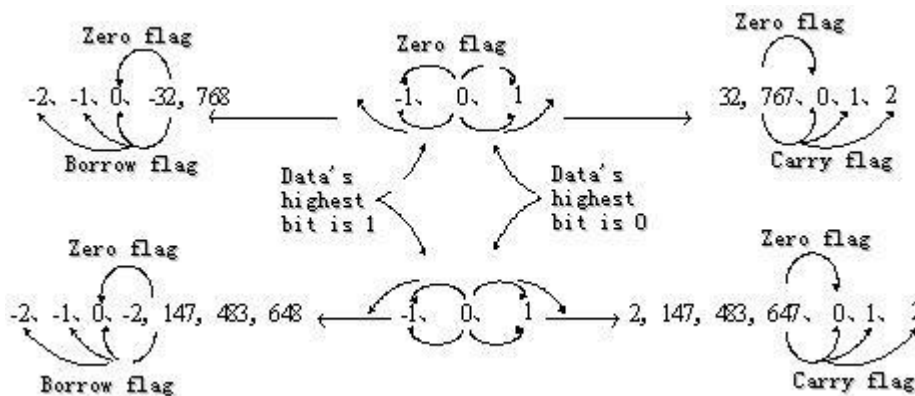 Zero flag
Zero flag
Zero flag
-2、-1、0、-32, 768
-1、 0、 1
32, 767、0、1、2
Borrow flag
Carry flag
Data's
highest
bit is 1
Data's
highest
bit is 0
Zero flag
Zero flag
-2、-1、0、-2, 147, 483, 648
-1、 0、 1
2, 147, 483, 647、0、1、2
Borrow flag
Carry flag